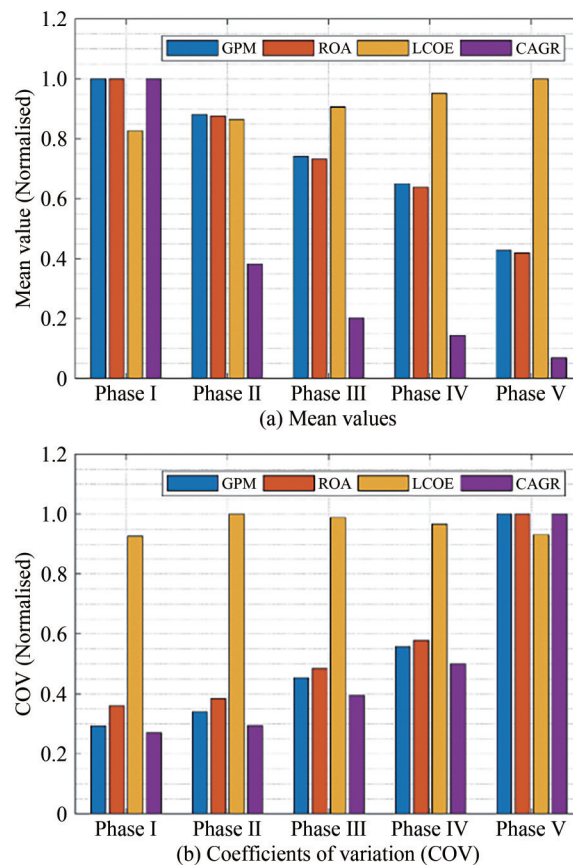 1.2
GPM ROA LCOE CAGR
1.0
0.8
0.6
0.4
0.2
0
Mean value (Normalised)
Phase I Phase II Phase III Phase IV Phase V
(a) Mean values
1.2
GPM ROA LCOE CAGR
1.0
0.8
0.6
0.4
0.2
0
COV (Normalised)
Phase I Phase II Phase III Phase IV Phase V
(b) Coefficients of variation (COV)